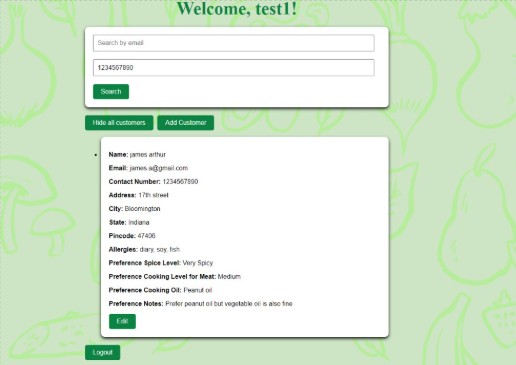 Welcome, test1!
Search by email
1234567890
Search
Hide all customers Add Customer
Name: james arthur
Email: james.a@gmail.com
Contact Number: 1234567890
Address: 17th street
City: Bloomington
State: Indiana
Pincode: 47406
Allergies: diary, soy, fish
Preference Spice Level: Very Spicy
Preference Cooking Level for Meat: Medium
Preference Cooking Oil: Peanut oil
Preference Notes: Prefer peanut oil but vegetable oil is also fine
Edit
Logout